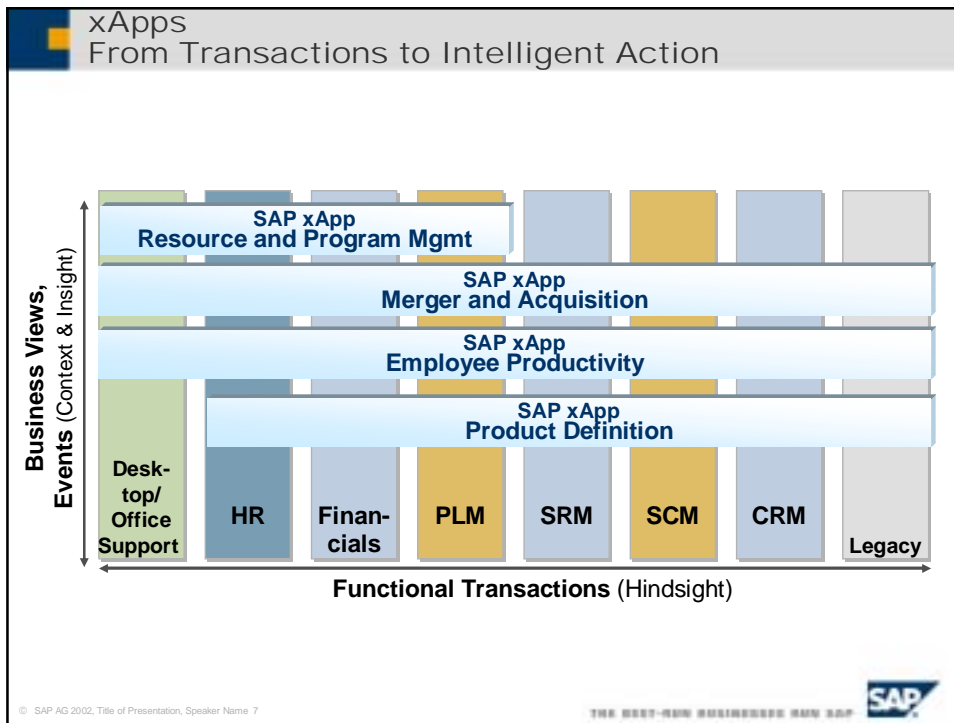 xApps
From Transactions to Intelligent Action
SAP xApp
Resource and Program Mgmt
SAP xApp
Merger and Acquisition
SAP xApp
Employee Productivity
SAP xApp
Product Definition
Business Views,
Events (Context & Insight)
Desk-
top/
Office
Support
HR
Finan-
cials
PLM
SRM
SCM
CRM
Legacy
Functional Transactions (Hindsight)
© SAP AG 2002, Title of Presentation, Speaker Name 7
THE BEST-RUN BUSINESSES RUN SAP
SAP